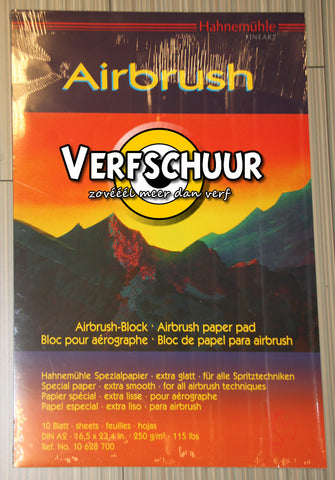 Hahnemühle
FINEART
Airbrush
VERFSCHUUR
zovééél meer dan verf
Airbrush-Block · Airbrush paper pad
Bloc pour aérographe · Bloc de papel para airbrush
Hahnemühle Spezialpapier · extra glatt · für alle Spritztechniken
Special paper · extra smooth · for all airbrush techniques
Papier spécial · extra lisse · pour aérographe
Papel especial · extra liso · para airbrush
10 Blatt · sheets · feuilles · hojas
DIN A2 · 16,5 x 23,4 in. · 250 g/m² · 115 lbs
Ref. No. 10 628 700